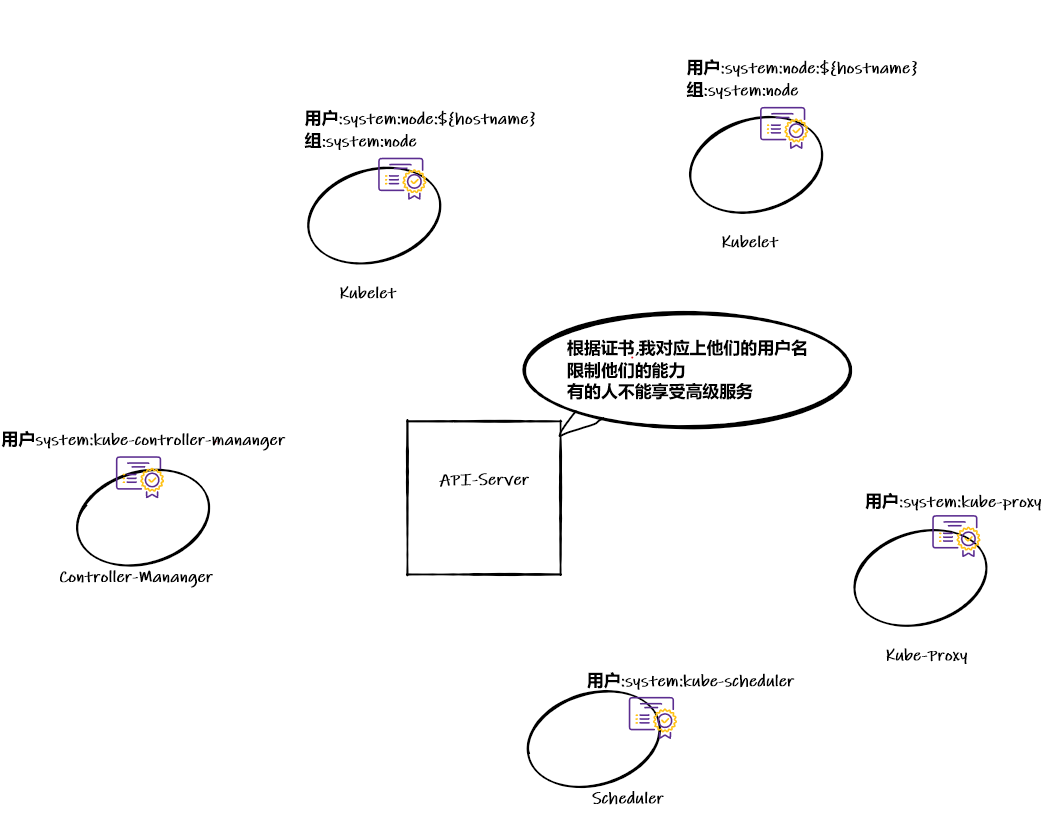 用户:system:node:${hostname}
组:system:node
Kubelet
用户:system:node:${hostname}
组:system:node
Kubelet
根据证书,我对应上他们的用户名
限制他们的能力
有的人不能享受高级服务
API-Server
用户system:kube-controller-mananger
Controller-Mananger
用户:system:kube-proxy
Kube-Proxy
用户:system:kube-scheduler
Scheduler